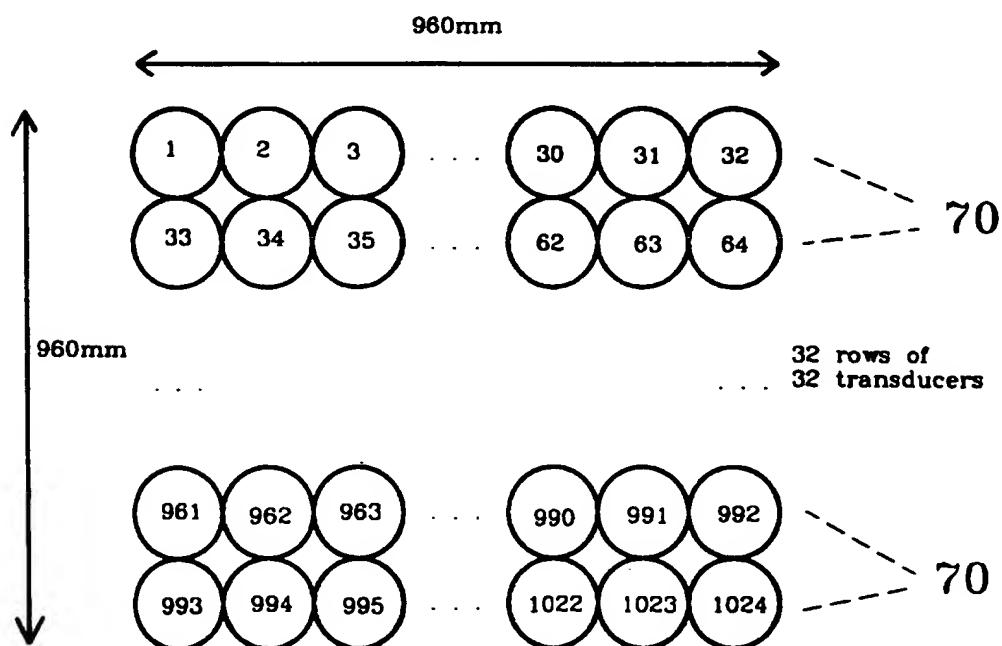 960mm
1 2 3 . . . 30 31 32
70
33 34 35 . . . 62 63 64
960mm
32 rows of
32 transducers
. . . . . .
961 962 963 . . . 990 991 992
70
993 994 995 . . . 1022 1023 1024